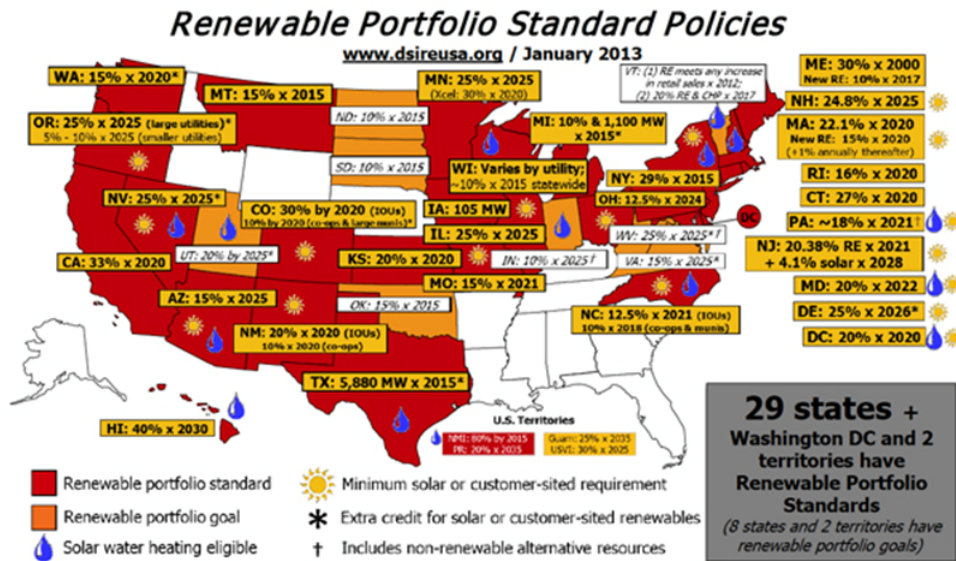 Renewable Portfolio Standard Policies
www.dsireusa.org / January 2013
WA: 15% x 2020*
MT: 15% x 2015
OR: 25% x 2025 (large utilities)*
5% - 10% x 2025 (smaller utilities)
ND: 10% x 2015
SD: 10% x 2015
MN: 25% x 2025
(Xcel: 30% x 2020)
VT: (1) RE meets any increase
in retail sales x 2012;
(2) 20% RE & CHP x 2017
MI: 10% & 1,100 MW
x 2015*
WI: Varies by utility;
~10% x 2015 statewide
NY: 29% x 2015
NV: 25% x 2025*
CO: 30% by 2020 (IOUs)
10% by 2020 (co-ops & large munis)*
IA: 105 MW
OH: 12.5% x 2024
IL: 25% x 2025
WV: 25% x 2025*†
DC
UT: 20% by 2025*
CA: 33% x 2020
KS: 20% x 2020
IN: 10% x 2025†
VA: 15% x 2025*
MO: 15% x 2021
AZ: 15% x 2025
OK: 15% x 2015
NM: 20% x 2020 (IOUs)
10% x 2020 (co-ops)
NC: 12.5% x 2021 (IOUs)
10% x 2018 (co-ops & munis)
TX: 5,880 MW x 2015*
HI: 40% x 2030
U.S. Territories
NMI: 80% by 2015
PR: 20% x 2035
Guam: 25% x 2035
USVI: 30% x 2025
ME: 30% x 2000
New RE: 10% x 2017
NH: 24.8% x 2025
MA: 22.1% x 2020
New RE: 15% x 2020
(+1% annually thereafter)
RI: 16% x 2020
CT: 27% x 2020
PA: ~18% x 2021†
NJ: 20.38% RE x 2021
+ 4.1% solar x 2028
MD: 20% x 2022
DE: 25% x 2026*
DC: 20% x 2020
29 states +
Washington DC and 2
territories have
Renewable Portfolio
Standards
(8 states and 2 territories have
renewable portfolio goals)
Renewable portfolio standard
Renewable portfolio goal
Solar water heating eligible
Minimum solar or customer-sited requirement
* Extra credit for solar or customer-sited renewables
† Includes non-renewable alternative resources